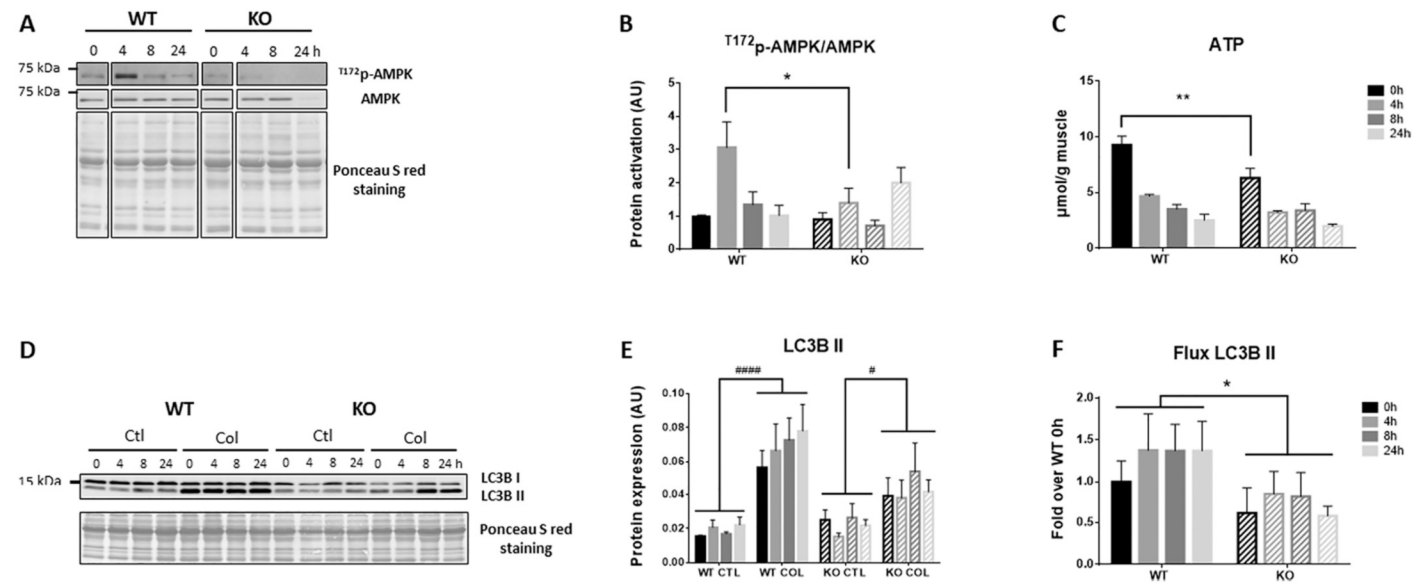 A
WT KO
0 4 8 24 0 4 8 24 h
75 kDa
T172p-AMPK
75 kDa
AMPK
Ponceau S red
staining
B
T172p-AMPK/AMPK
Protein activation (AU)
5
4
3
2
1
0
*
WT KO
C
ATP
µmol/g muscle
15
10
5
0
**
WT KO
0h
4h
8h
24h
D
WT KO
Ctl Col Ctl Col
0 4 8 24 0 4 8 24 0 4 8 24 0 4 8 24 h
15 kDa
LC3B I
LC3B II
Ponceau S red
staining
E
LC3B II
Protein expression (AU)
0.10
0.08
0.06
0.04
0.02
0.00
#### #
WT CTL WT COL KO CTL KO COL
F
Flux LC3B II
Fold over WT 0h
2.0
1.5
1.0
0.5
0.0
*
WT KO
0h
4h
8h
24h